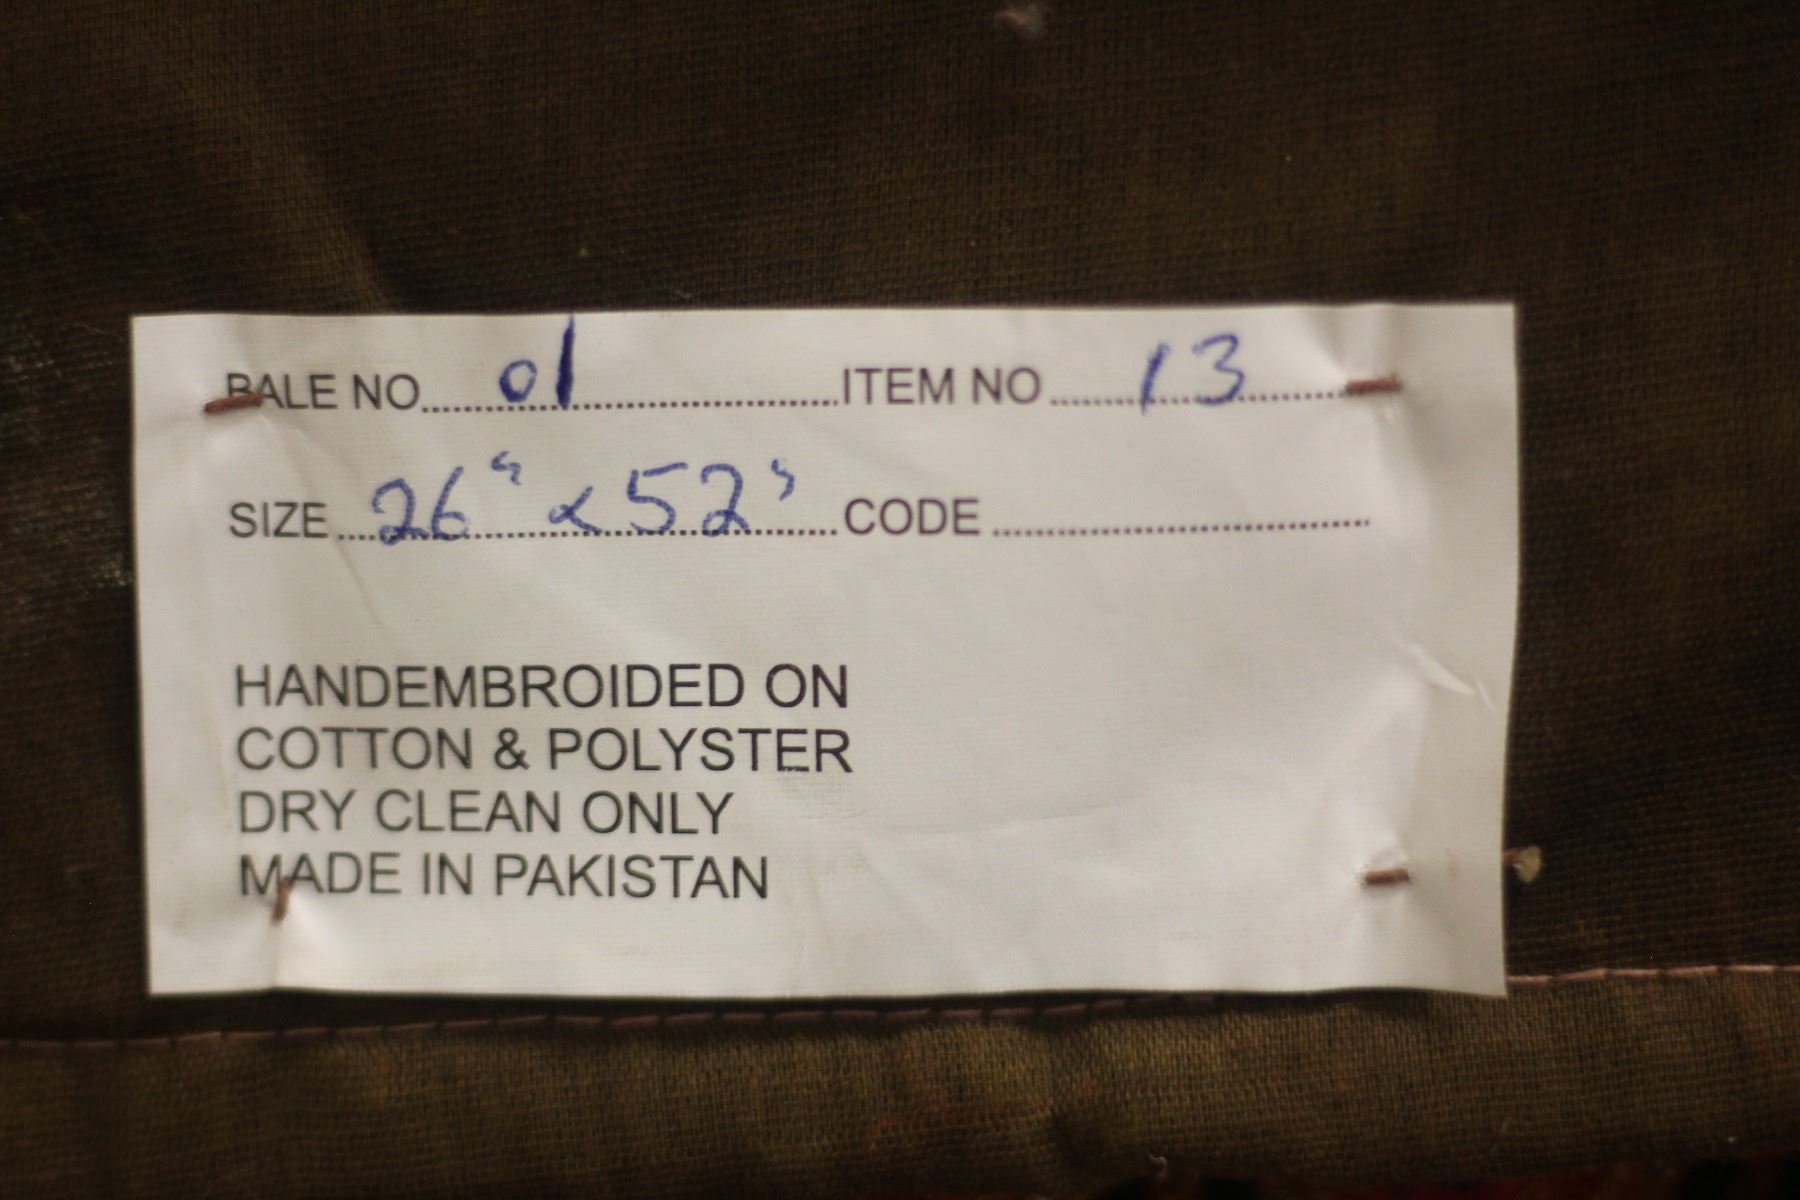 BALE NO 01 ITEM NO 13
SIZE 26" x 52" CODE
HANDEMBROIDED ON
COTTON & POLYSTER
DRY CLEAN ONLY
MADE IN PAKISTAN